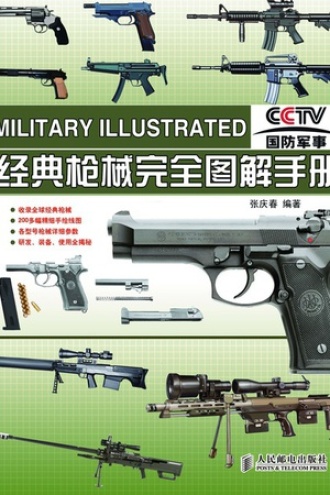 MILITARY ILLUSTRATED
CCTV
国防军事
经典枪械完全图解手册
张庆春 编著
• 收录全球经典枪械
• 200多幅精细手绘线图
• 各型号枪械详细参数
• 研发、装备、使用全揭秘
人民邮电出版社
POSTS & TELECOM PRESS